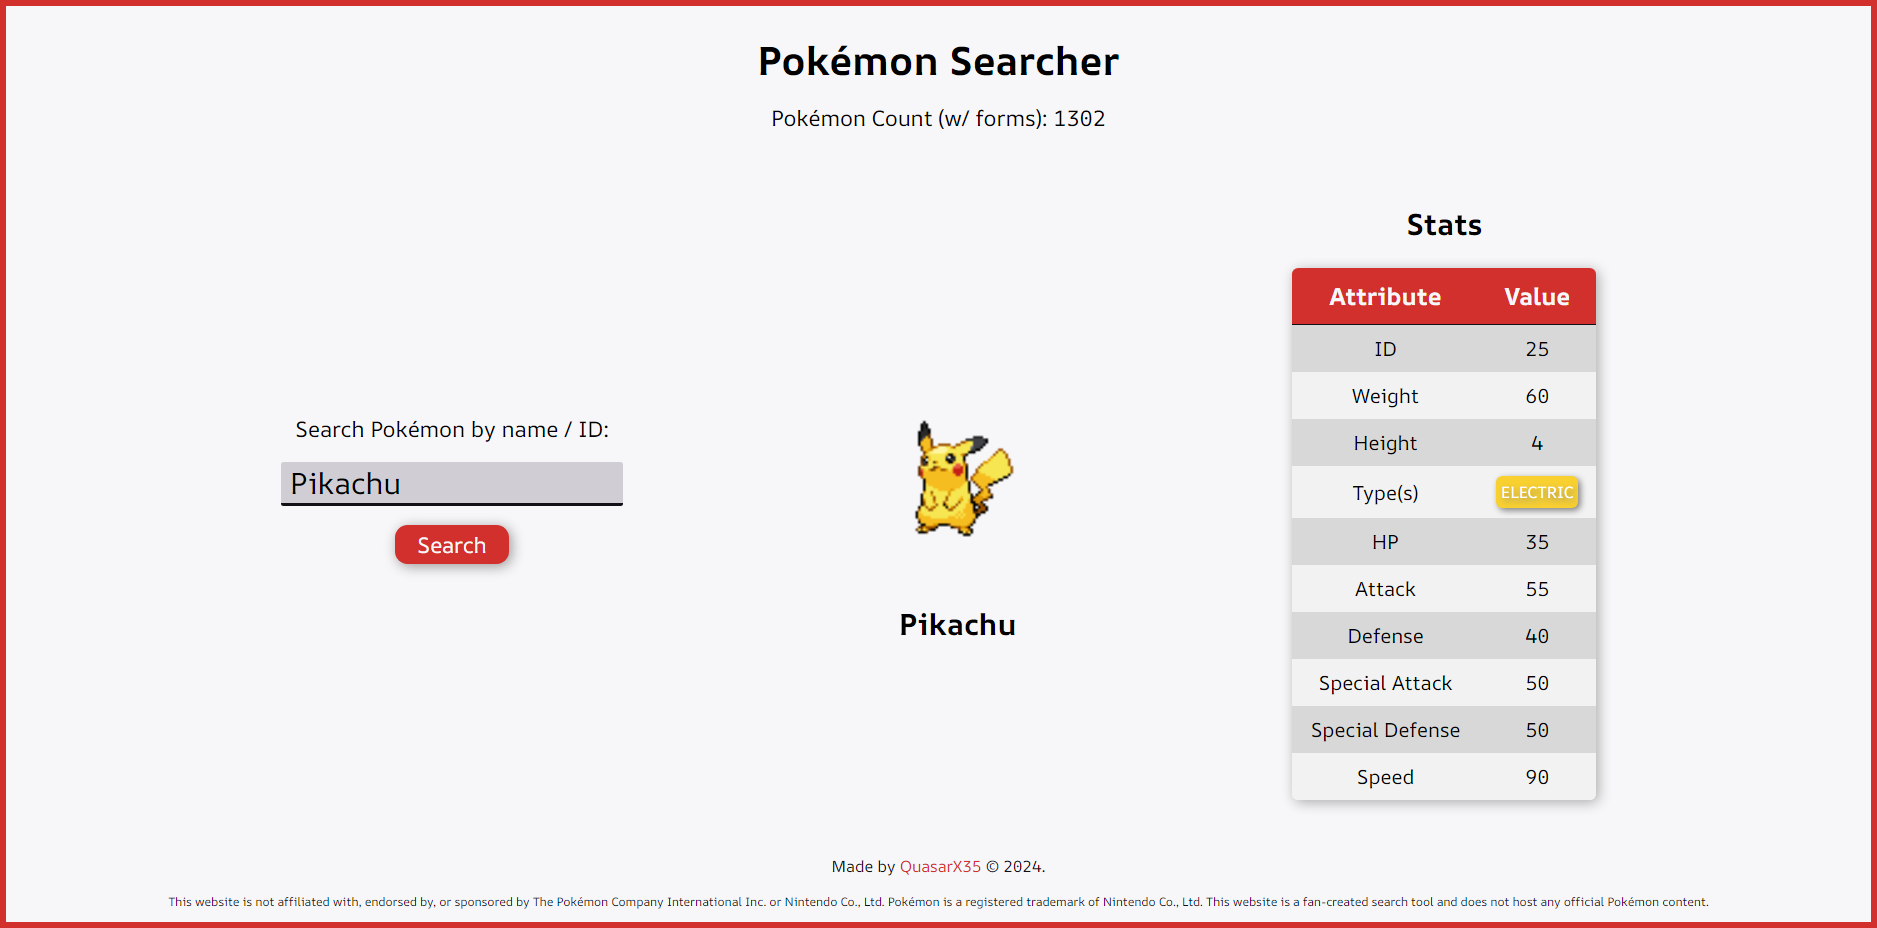 Pokémon Searcher
Pokémon Count (w/ forms): 1302
Search Pokémon by name / ID:
Pikachu
Search
Pikachu
Stats
Attribute Value
ID 25
Weight 60
Height 4
Type(s) ELECTRIC
HP 35
Attack 55
Defense 40
Special Attack 50
Special Defense 50
Speed 90
Made by QuasarX35 © 2024.
This website is not affiliated with, endorsed by, or sponsored by The Pokémon Company International Inc. or Nintendo Co., Ltd. Pokémon is a registered trademark of Nintendo Co., Ltd. This website is a fan-created search tool and does not host any official Pokémon content.